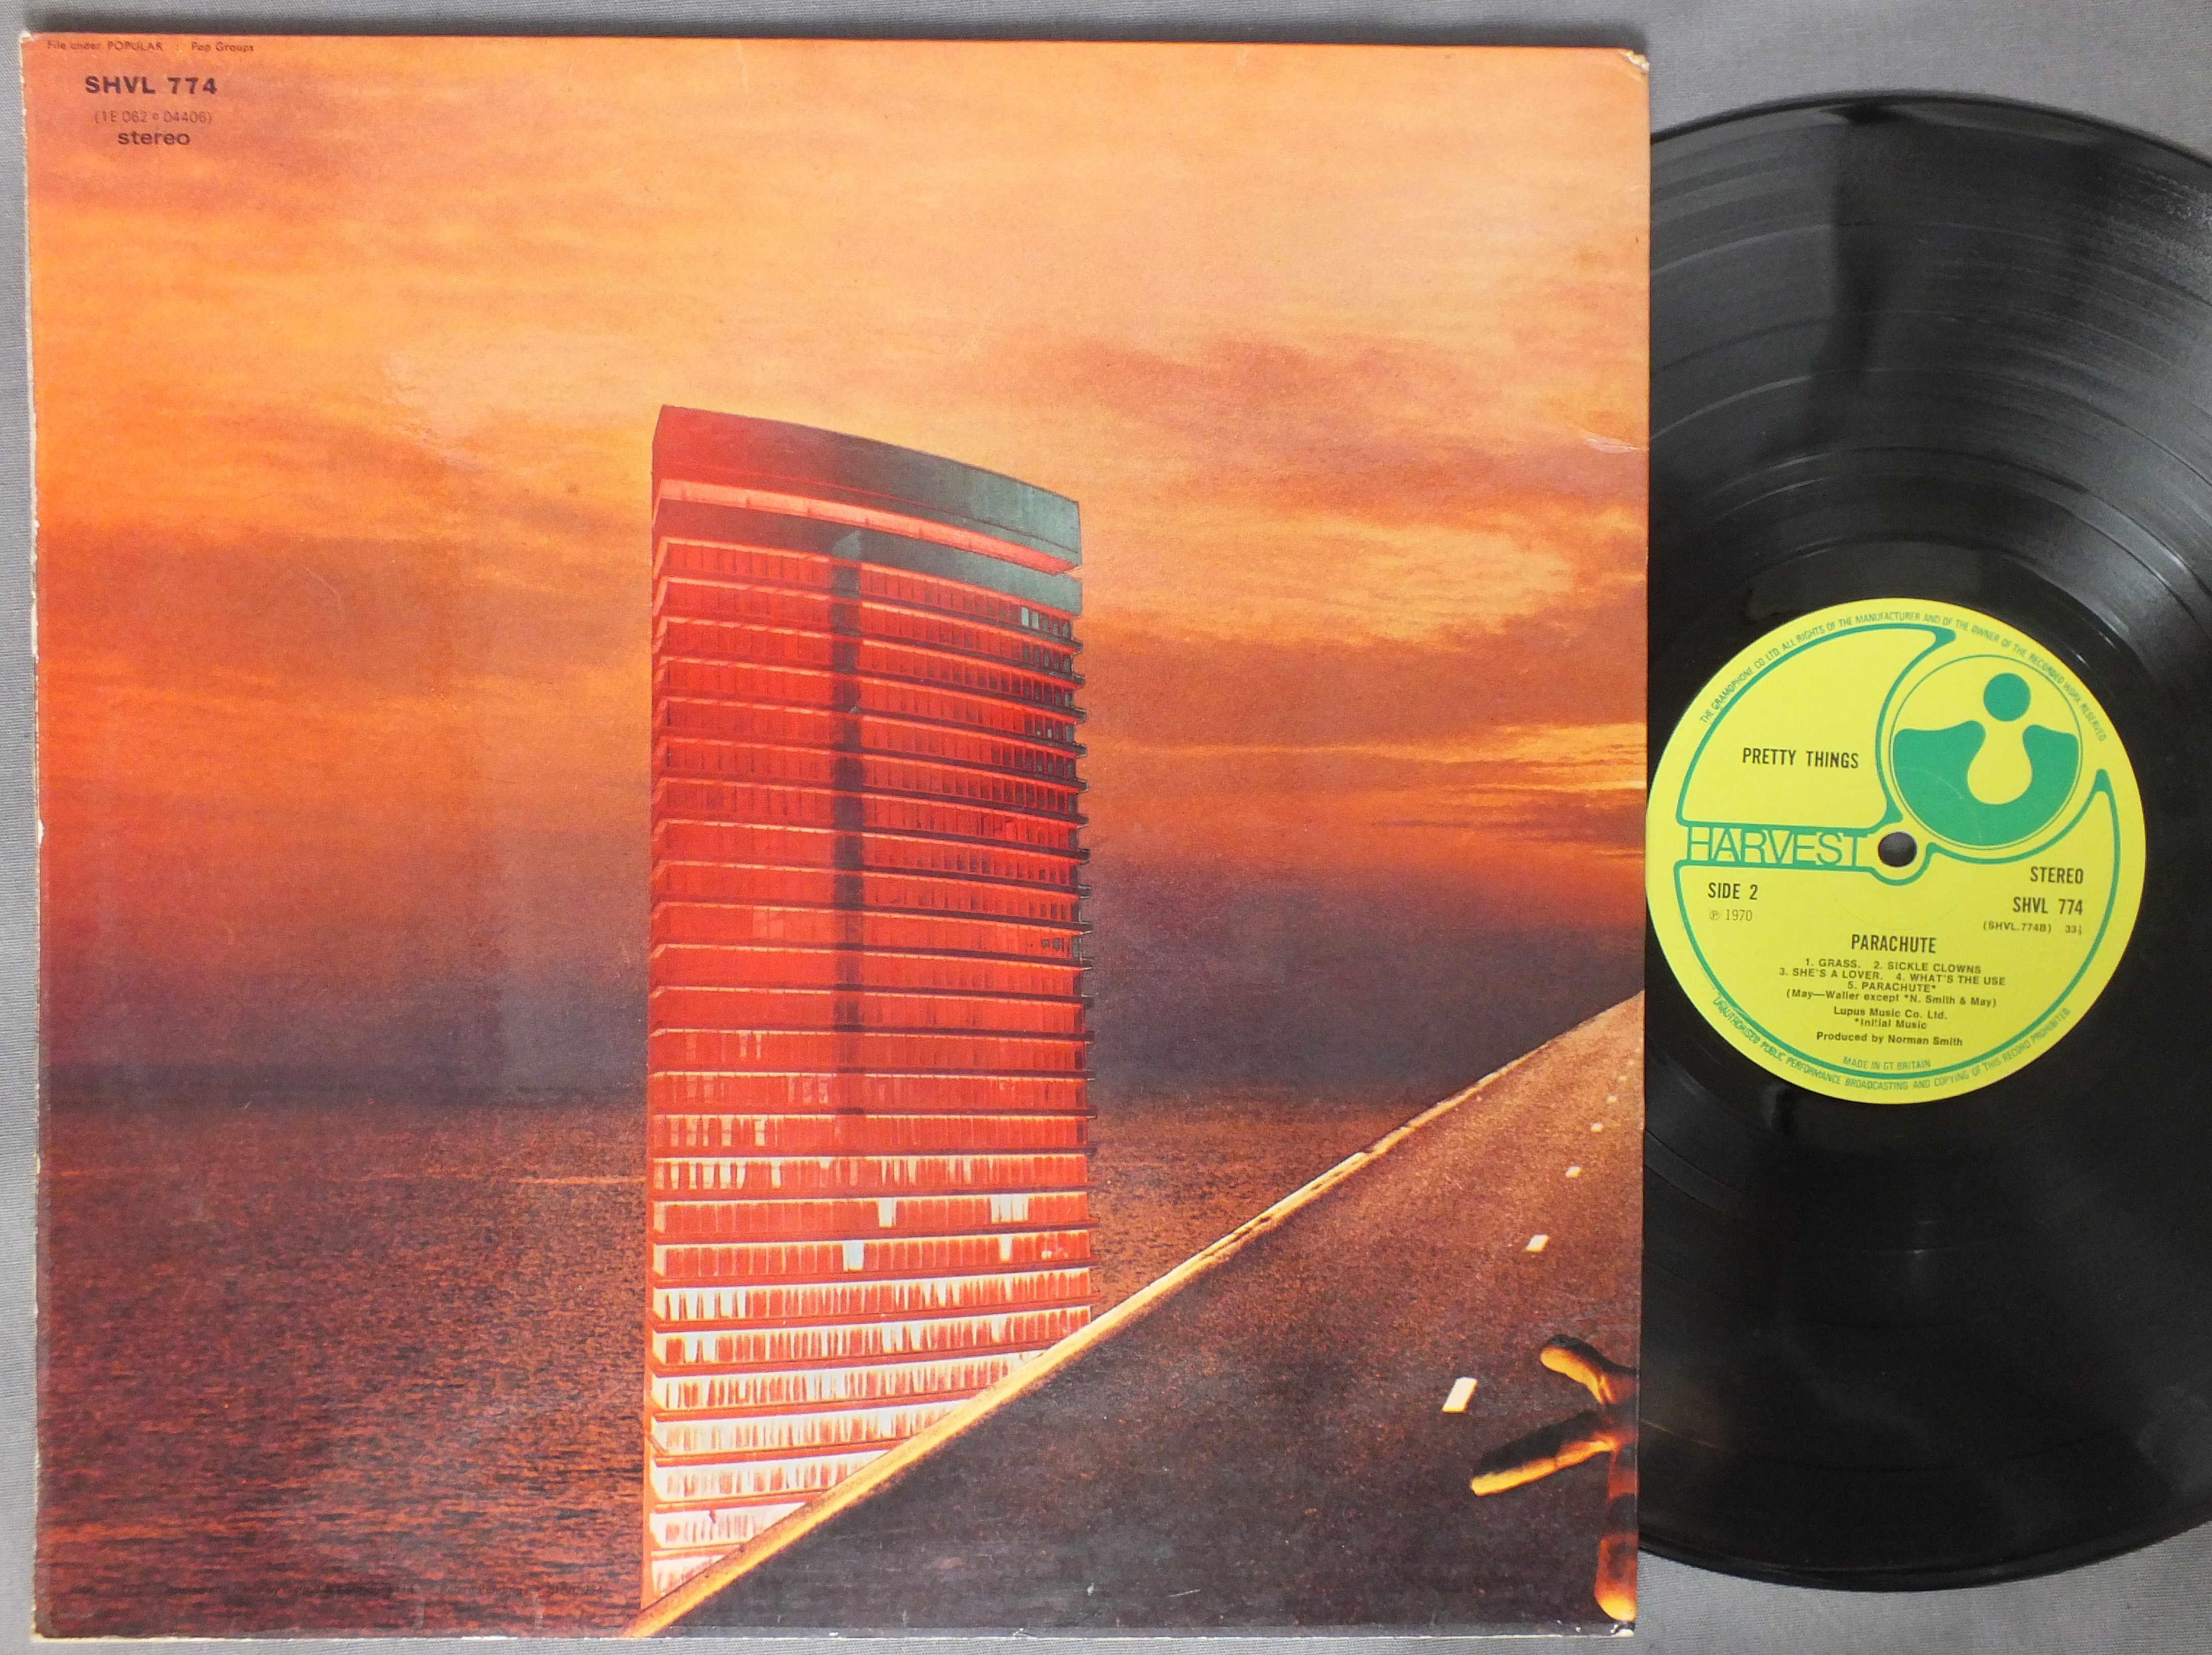 File under POPULAR : Pop Groups
SHVL 774
(1E 062 o 04406)
stereo
THE GRAMOPHONE CO LTD. ALL RIGHTS OF THE MANUFACTURER AND OF THE OWNER OF THE RECORDED WORK RESERVED
PRETTY THINGS
HARVEST
STEREO
SIDE 2
SHVL 774
℗ 1970
(SHVL.774B) 33⅓
PARACHUTE
1. GRASS. 2. SICKLE CLOWNS
3. SHE'S A LOVER. 4. WHAT'S THE USE
5. PARACHUTE*
(May—Waller except *N. Smith & May)
Lupus Music Co. Ltd.
*Initial Music
Produced by Norman Smith
MADE IN GT BRITAIN
UNAUTHORISED PUBLIC PERFORMANCE BROADCASTING AND COPYING OF THIS RECORD PROHIBITED